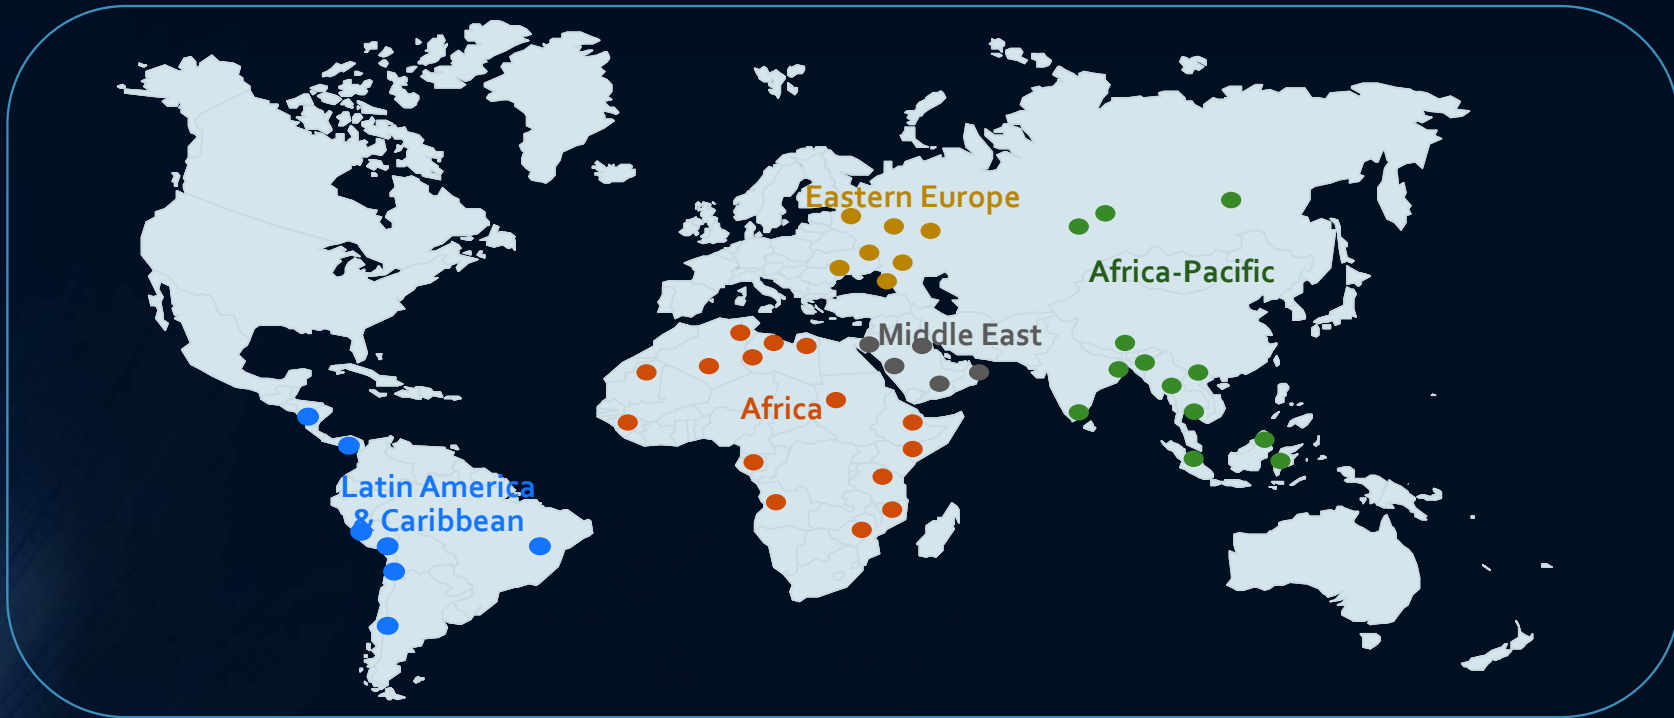 Eastern Europe
Africa-Pacific
Middle East
Africa
Latin America
& Caribbean